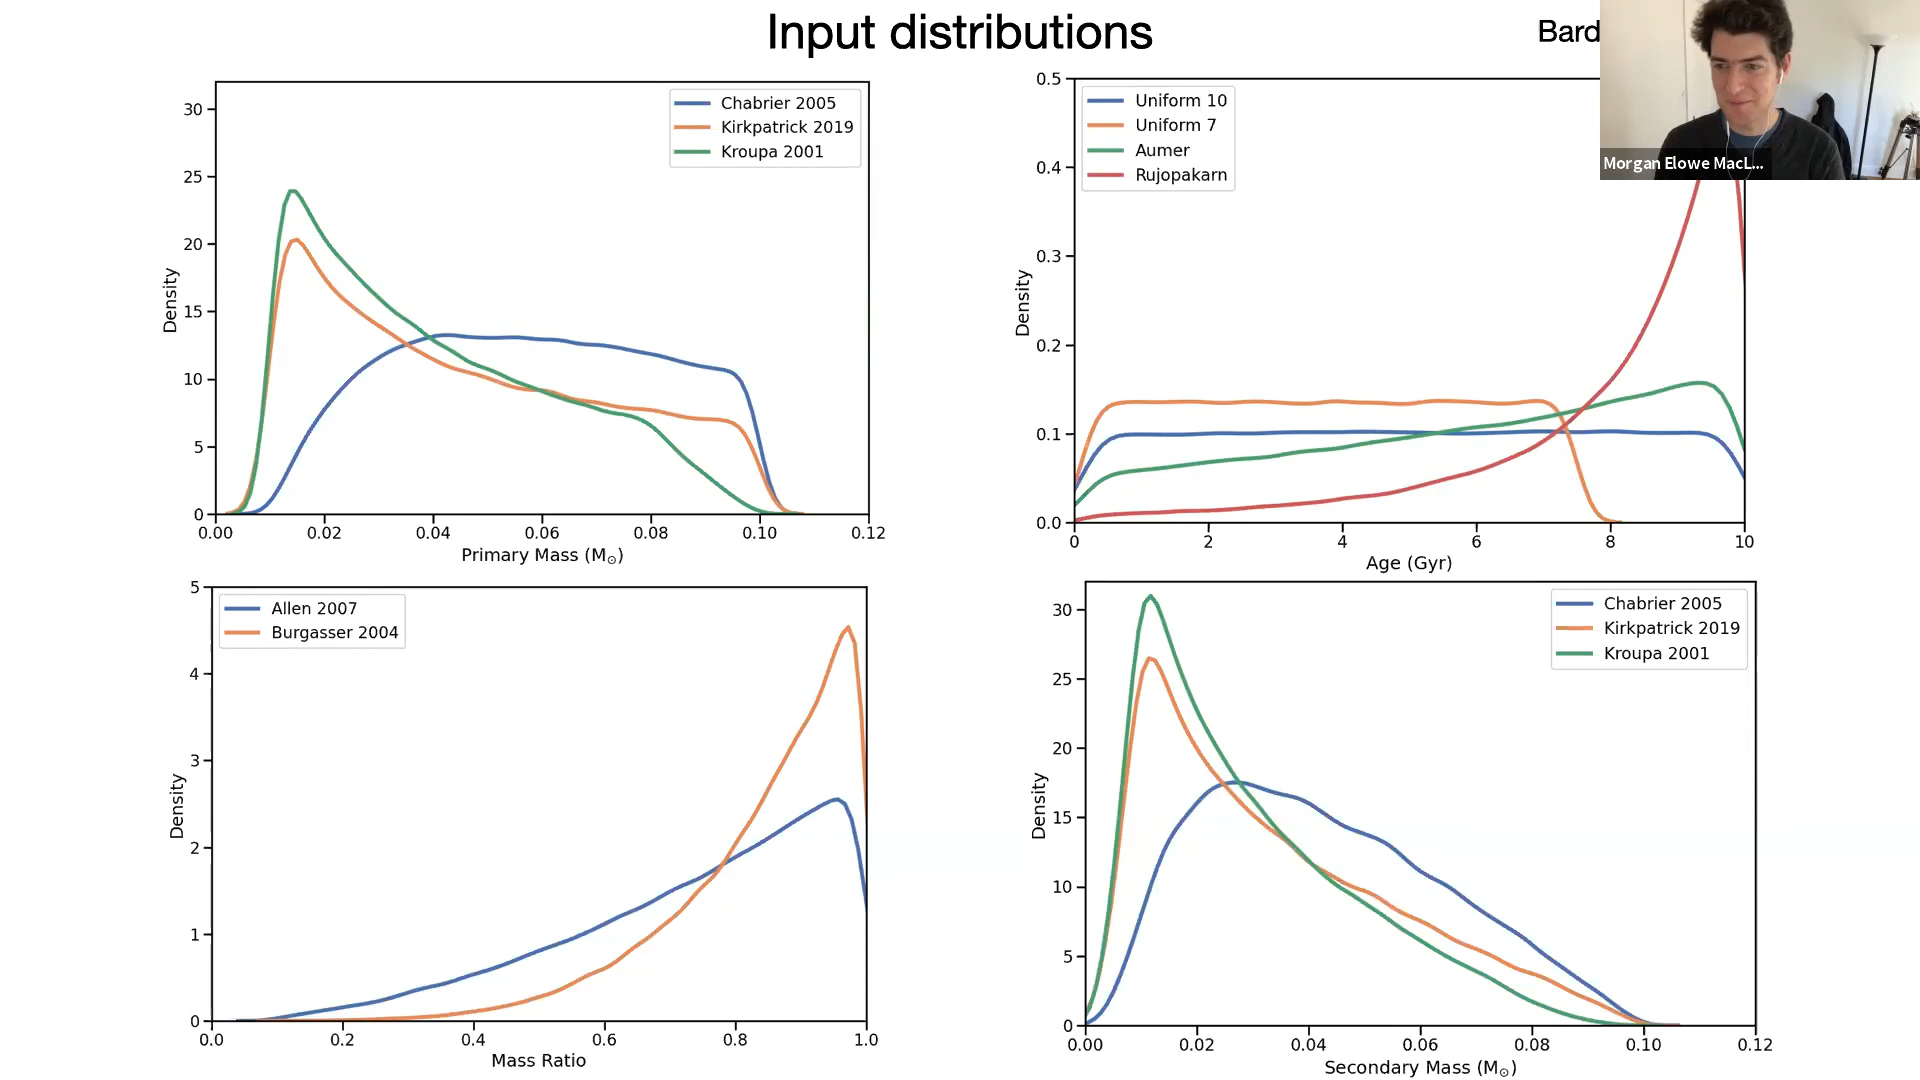 Input distributions
Bard
Morgan Elowe MacL...
30
25
20
15
10
5
0
Density
Chabrier 2005
Kirkpatrick 2019
Kroupa 2001
0.00 0.02 0.04 0.06 0.08 0.10 0.12
Primary Mass (M⊙)
0.5
0.4
0.3
0.2
0.1
0.0
Density
Uniform 10
Uniform 7
Aumer
Rujopakarn
0 2 4 6 8 10
Age (Gyr)
5
4
3
2
1
0
Density
Allen 2007
Burgasser 2004
0.0 0.2 0.4 0.6 0.8 1.0
Mass Ratio
30
25
20
15
10
5
0
Density
Chabrier 2005
Kirkpatrick 2019
Kroupa 2001
0.00 0.02 0.04 0.06 0.08 0.10 0.12
Secondary Mass (M⊙)